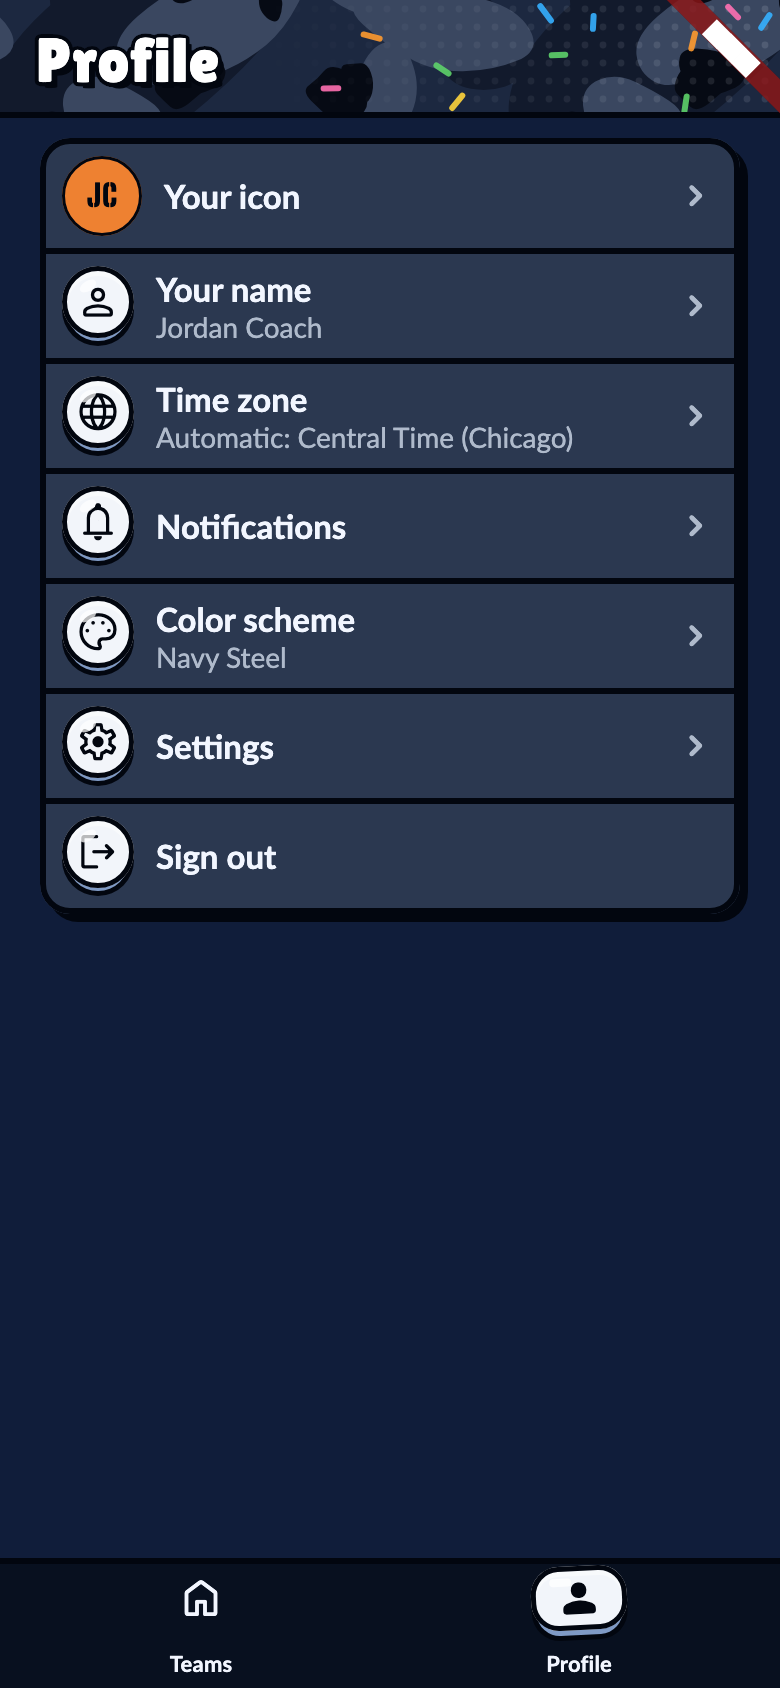 Profile
JC
Your icon
Your name
Jordan Coach
Time zone
Automatic: Central Time (Chicago)
Notifications
Color scheme
Navy Steel
Settings
Sign out
Teams
Profile